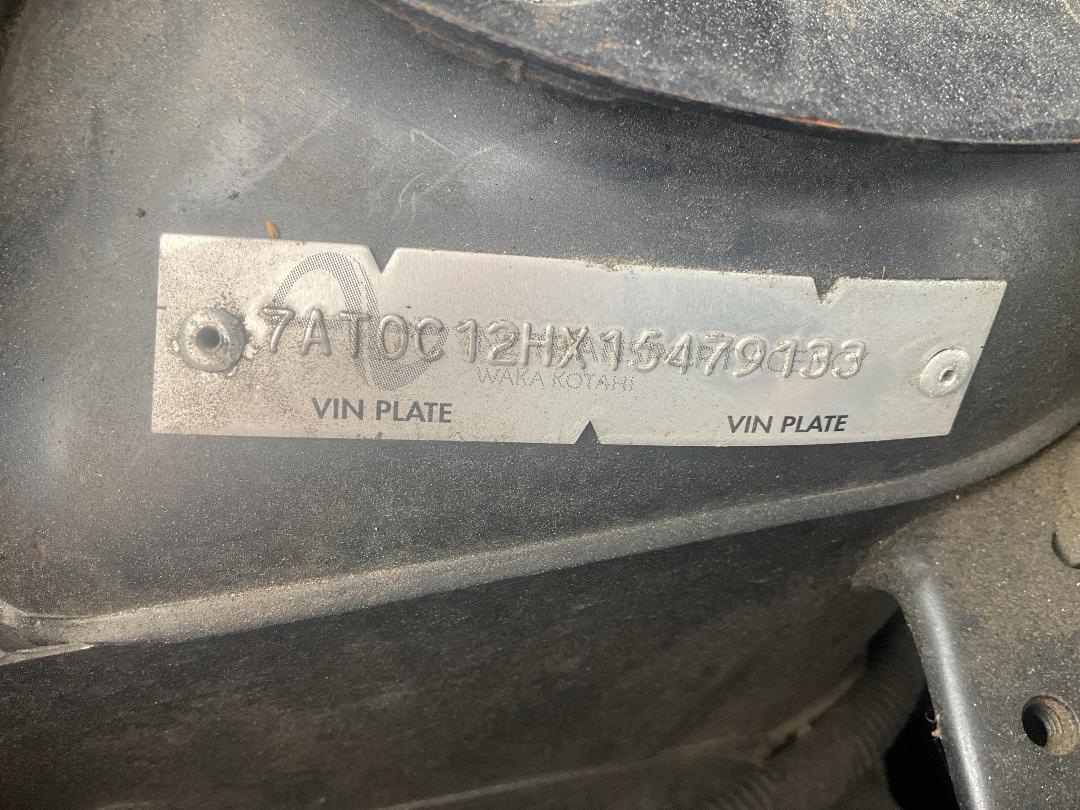 7AT0C12HX15479133
WAKA KOTAHI
VIN PLATE
VIN PLATE